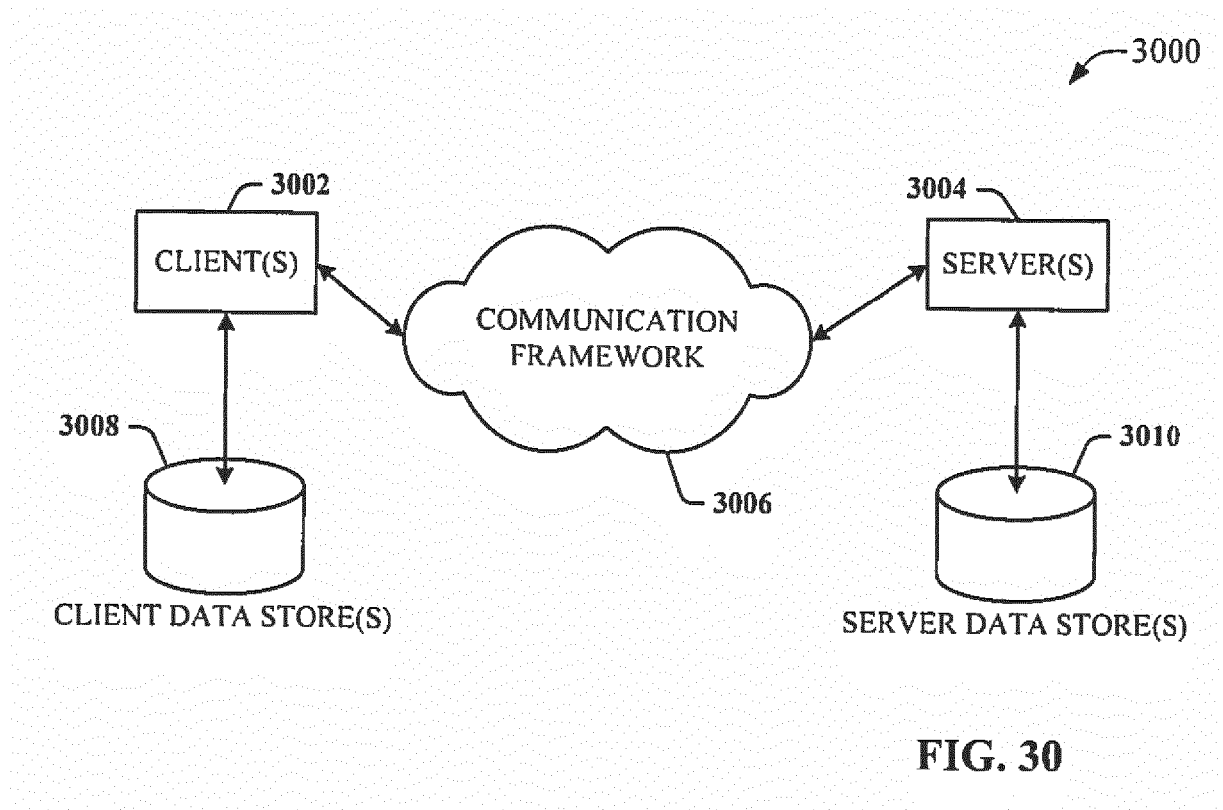 3000
3002
3004
CLIENT(S)
SERVER(S)
COMMUNICATION
FRAMEWORK
3008
3010
3006
CLIENT DATA STORE(S)
SERVER DATA STORE(S)
FIG. 30